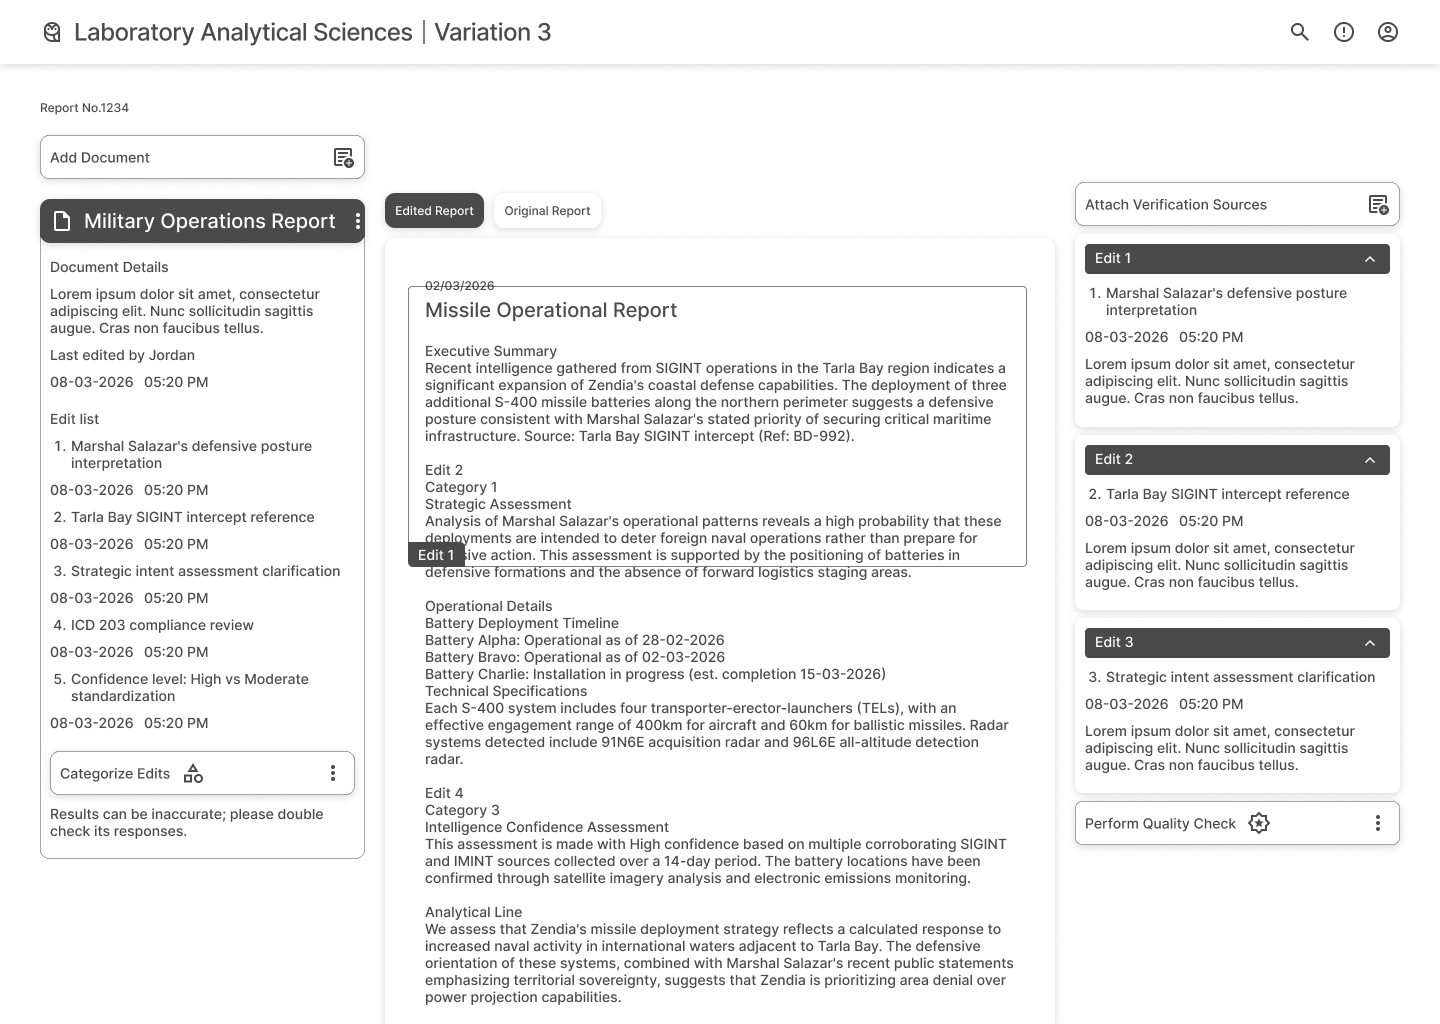 Laboratory Analytical Sciences | Variation 3
Report No.1234
Add Document
Military Operations Report
Document Details
Lorem ipsum dolor sit amet, consectetur
adipiscing elit. Nunc sollicitudin sagittis
augue. Cras non faucibus tellus.
Last edited by Jordan
08-03-2026 05:20 PM
Edit list
1. Marshal Salazar's defensive posture
interpretation
08-03-2026 05:20 PM
2. Tarla Bay SIGINT intercept reference
08-03-2026 05:20 PM
3. Strategic intent assessment clarification
08-03-2026 05:20 PM
4. ICD 203 compliance review
08-03-2026 05:20 PM
5. Confidence level: High vs Moderate
standardization
08-03-2026 05:20 PM
Categorize Edits
Results can be inaccurate; please double
check its responses.
Edited Report
Original Report
02/03/2026
Missile Operational Report
Executive Summary
Recent intelligence gathered from SIGINT operations in the Tarla Bay region indicates a
significant expansion of Zendia's coastal defense capabilities. The deployment of three
additional S-400 missile batteries along the northern perimeter suggests a defensive
posture consistent with Marshal Salazar's stated priority of securing critical maritime
infrastructure. Source: Tarla Bay SIGINT intercept (Ref: BD-992).
Edit 2
Category 1
Strategic Assessment
Analysis of Marshal Salazar's operational patterns reveals a high probability that these
deployments are intended to deter foreign naval operations rather than prepare for
Edit 1
sive action. This assessment is supported by the positioning of batteries in
defensive formations and the absence of forward logistics staging areas.
Operational Details
Battery Deployment Timeline
Battery Alpha: Operational as of 28-02-2026
Battery Bravo: Operational as of 02-03-2026
Battery Charlie: Installation in progress (est. completion 15-03-2026)
Technical Specifications
Each S-400 system includes four transporter-erector-launchers (TELs), with an
effective engagement range of 400km for aircraft and 60km for ballistic missiles. Radar
systems detected include 91N6E acquisition radar and 96L6E all-altitude detection
radar.
Edit 4
Category 3
Intelligence Confidence Assessment
This assessment is made with High confidence based on multiple corroborating SIGINT
and IMINT sources collected over a 14-day period. The battery locations have been
confirmed through satellite imagery analysis and electronic emissions monitoring.
Analytical Line
We assess that Zendia's missile deployment strategy reflects a calculated response to
increased naval activity in international waters adjacent to Tarla Bay. The defensive
orientation of these systems, combined with Marshal Salazar's recent public statements
emphasizing territorial sovereignty, suggests that Zendia is prioritizing area denial over
power projection capabilities.
Attach Verification Sources
Edit 1
1. Marshal Salazar's defensive posture
interpretation
08-03-2026 05:20 PM
Lorem ipsum dolor sit amet, consectetur
adipiscing elit. Nunc sollicitudin sagittis
augue. Cras non faucibus tellus.
Edit 2
2. Tarla Bay SIGINT intercept reference
08-03-2026 05:20 PM
Lorem ipsum dolor sit amet, consectetur
adipiscing elit. Nunc sollicitudin sagittis
augue. Cras non faucibus tellus.
Edit 3
3. Strategic intent assessment clarification
08-03-2026 05:20 PM
Lorem ipsum dolor sit amet, consectetur
adipiscing elit. Nunc sollicitudin sagittis
augue. Cras non faucibus tellus.
Perform Quality Check